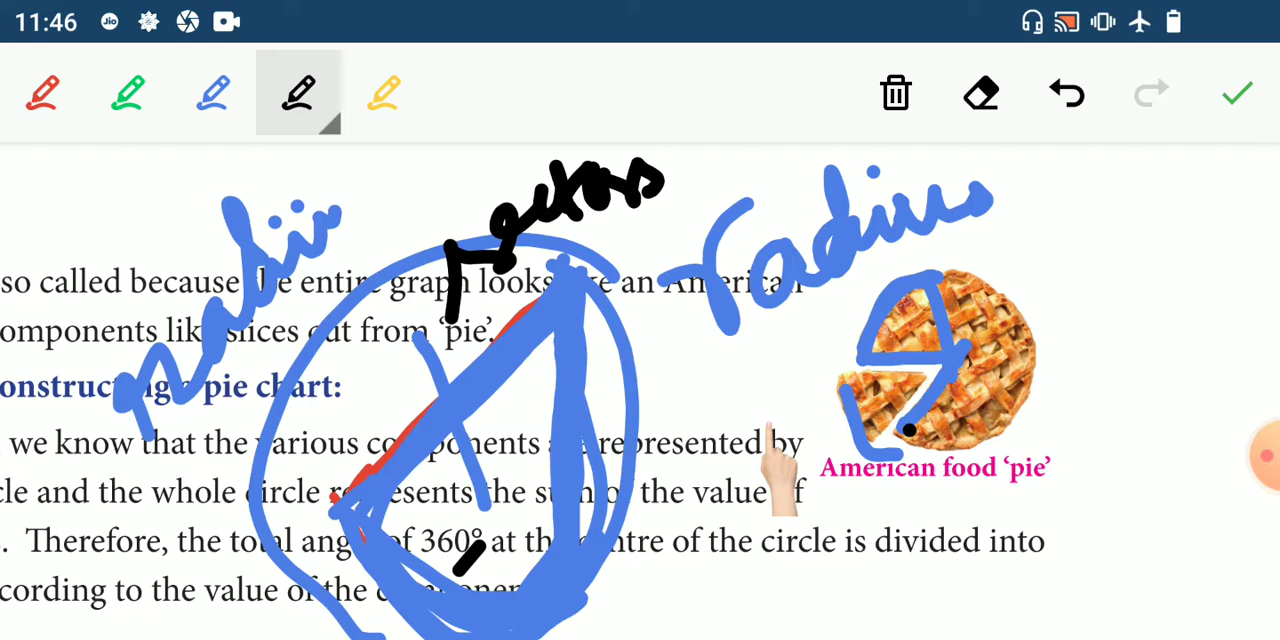 11:46
Jio
radius
so called because the entire graph looks like an American
omponents like slices cut from ‘pie’.
onstructing a pie chart:
we know that the various components are represented by
cle and the whole circle represents the sum of the value of
American food ‘pie’
s. Therefore, the total angle of 360° at the centre of the circle is divided into
ccording to the value of the component